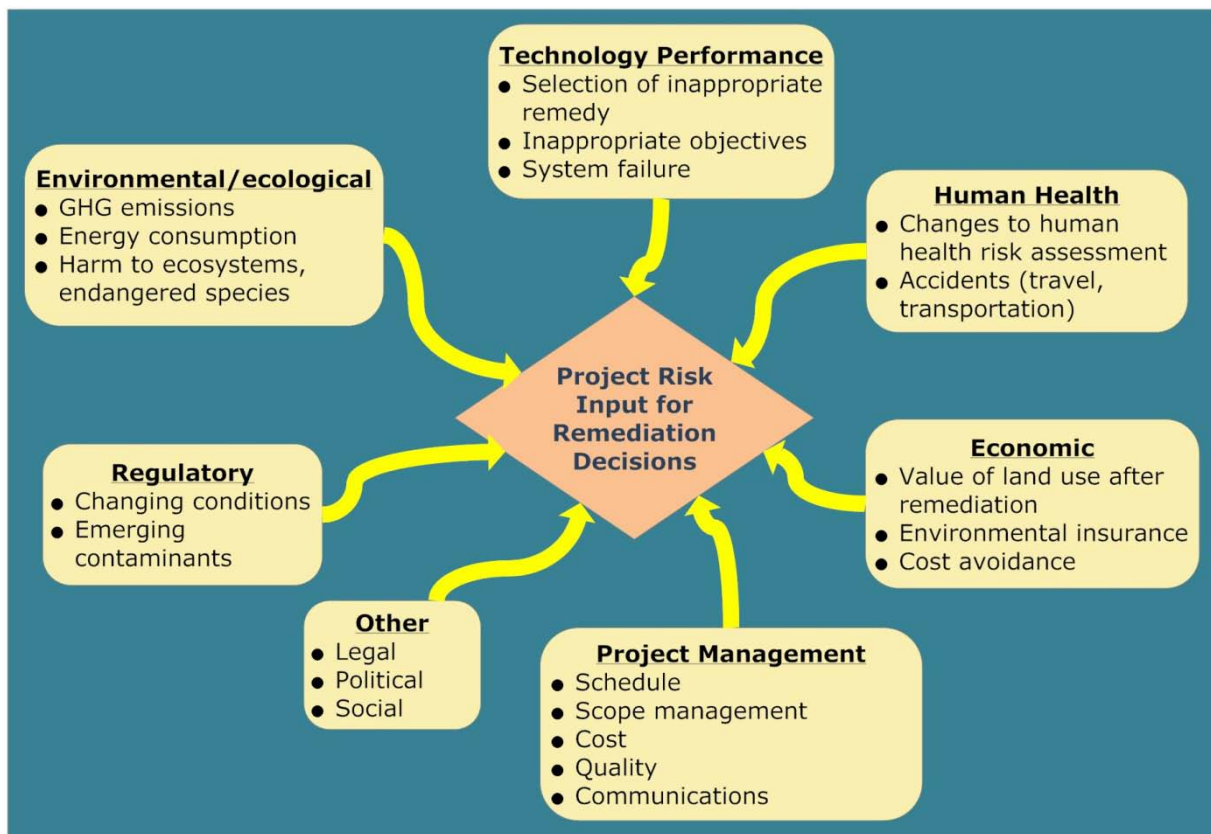 Technology Performance
● Selection of inappropriate
remedy
● Inappropriate objectives
● System failure
Environmental/ecological
● GHG emissions
● Energy consumption
● Harm to ecosystems,
endangered species
Human Health
● Changes to human
health risk assessment
● Accidents (travel,
transportation)
Project Risk
Input for
Remediation
Decisions
Regulatory
● Changing conditions
● Emerging
contaminants
Economic
● Value of land use after
remediation
● Environmental insurance
● Cost avoidance
Other
● Legal
● Political
● Social
Project Management
● Schedule
● Scope management
● Cost
● Quality
● Communications